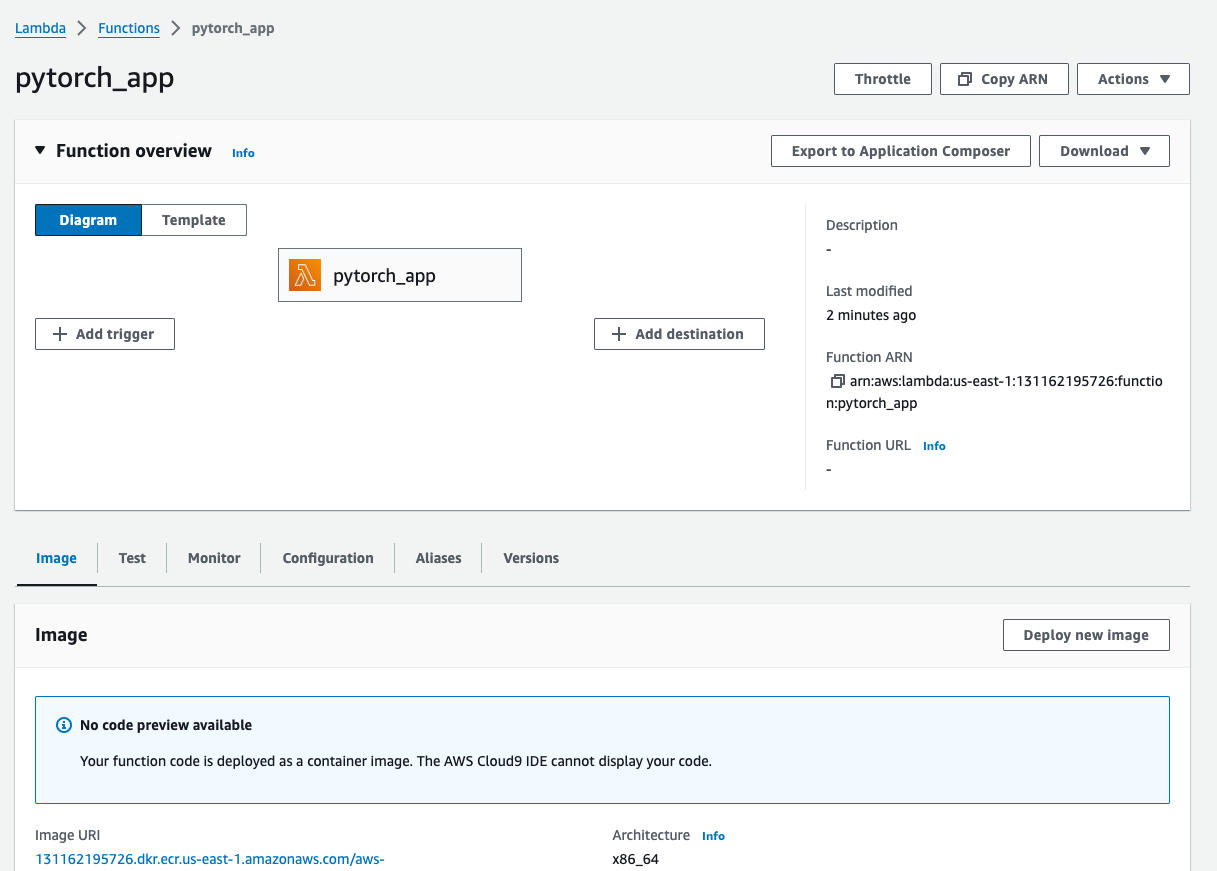 Lambda > Functions > pytorch_app
pytorch_app
Throttle
Copy ARN
Actions
Function overview Info
Export to Application Composer
Download
Diagram
Template
pytorch_app
Add trigger
Add destination
Description
-
Last modified
2 minutes ago
Function ARN
arn:aws:lambda:us-east-1:131162195726:functio
n:pytorch_app
Function URL Info
-
Image
Test
Monitor
Configuration
Aliases
Versions
Image
Deploy new image
No code preview available
Your function code is deployed as a container image. The AWS Cloud9 IDE cannot display your code.
Image URI
131162195726.dkr.ecr.us-east-1.amazonaws.com/aws-
Architecture Info
x86_64